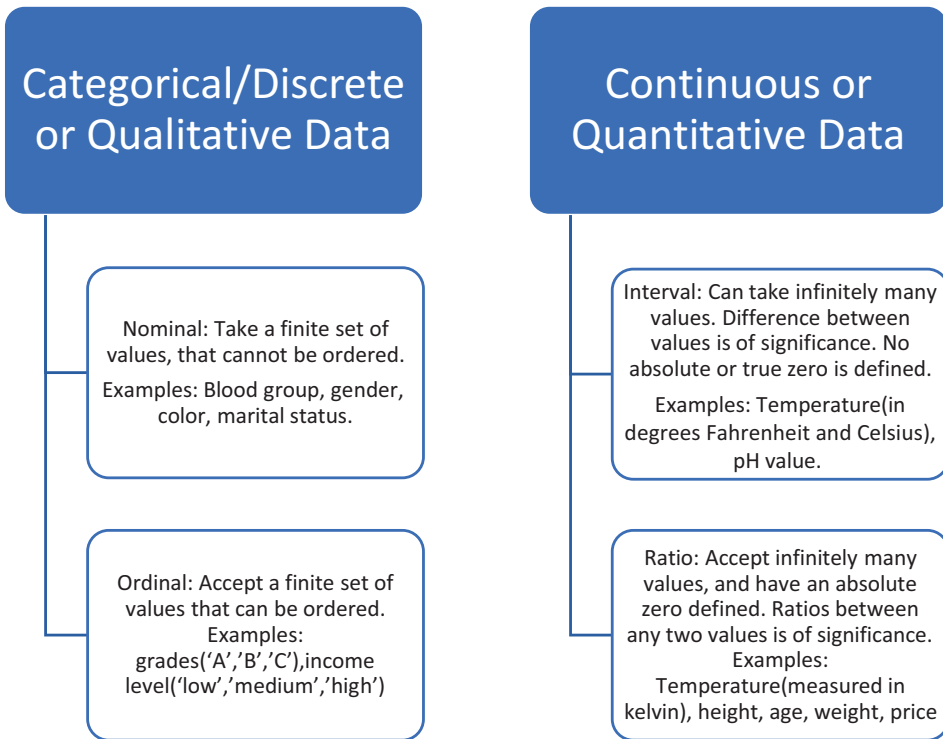 Categorical/Discrete
or Qualitative Data
Nominal: Take a finite set of
values, that cannot be ordered.
Examples: Blood group, gender,
color, marital status.
Ordinal: Accept a finite set of
values that can be ordered.
Examples:
grades(‘A’,’B’,’C’),income
level(‘low’,’medium’,’high’)
Continuous or
Quantitative Data
Interval: Can take infinitely many
values. Difference between
values is of significance. No
absolute or true zero is defined.
Examples: Temperature(in
degrees Fahrenheit and Celsius),
pH value.
Ratio: Accept infinitely many
values, and have an absolute
zero defined. Ratios between
any two values is of significance.
Examples:
Temperature(measured in
kelvin), height, age, weight, price